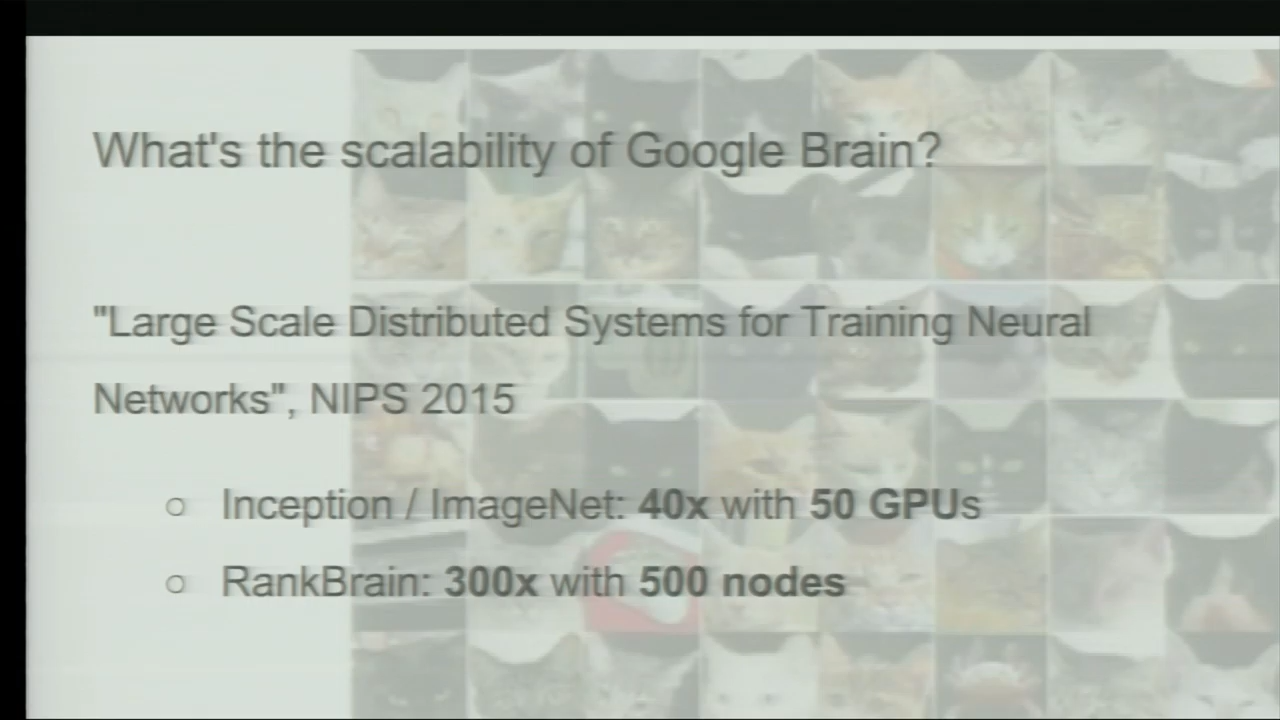 What's the scalability of Google Brain?
"Large Scale Distributed Systems for Training Neural
Networks", NIPS 2015
○ Inception / ImageNet: 40x with 50 GPUs
○ RankBrain: 300x with 500 nodes